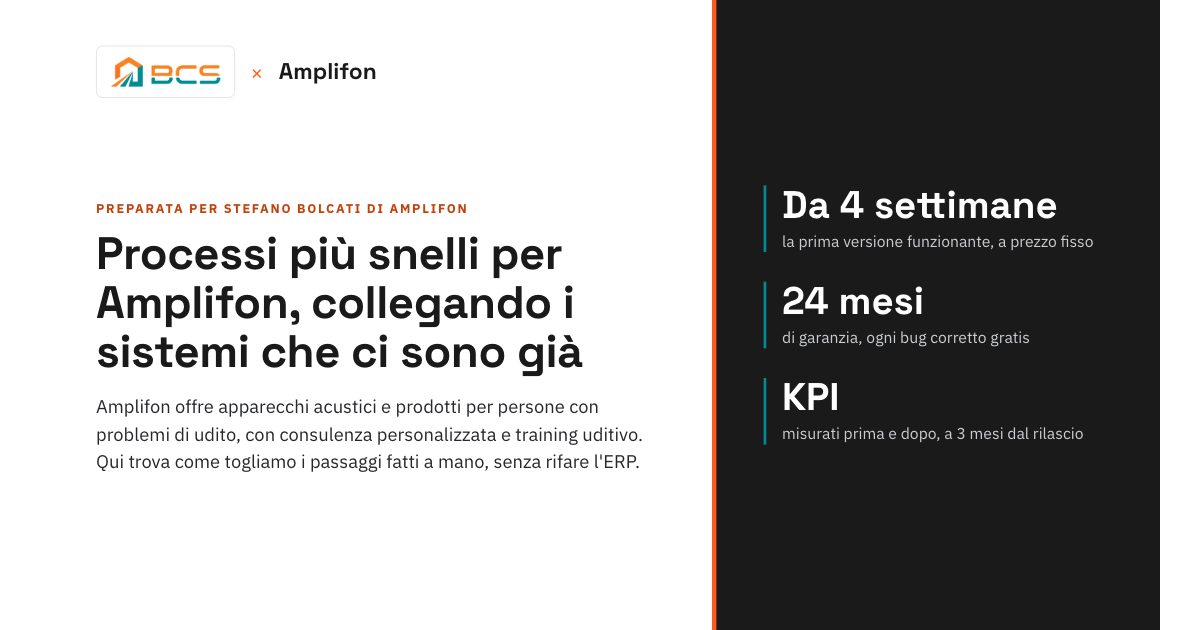 BCS × Amplifon
PREPARATA PER STEFANO BOLCATI DI AMPLIFON
Processi più snelli per
Amplifon, collegando i
sistemi che ci sono già
Amplifon offre apparecchi acustici e prodotti per persone con
problemi di udito, con consulenza personalizzata e training uditivo.
Qui trova come togliamo i passaggi fatti a mano, senza rifare l'ERP.
Da 4 settimane
la prima versione funzionante, a prezzo fisso
24 mesi
di garanzia, ogni bug corretto gratis
KPI
misurati prima e dopo, a 3 mesi dal rilascio